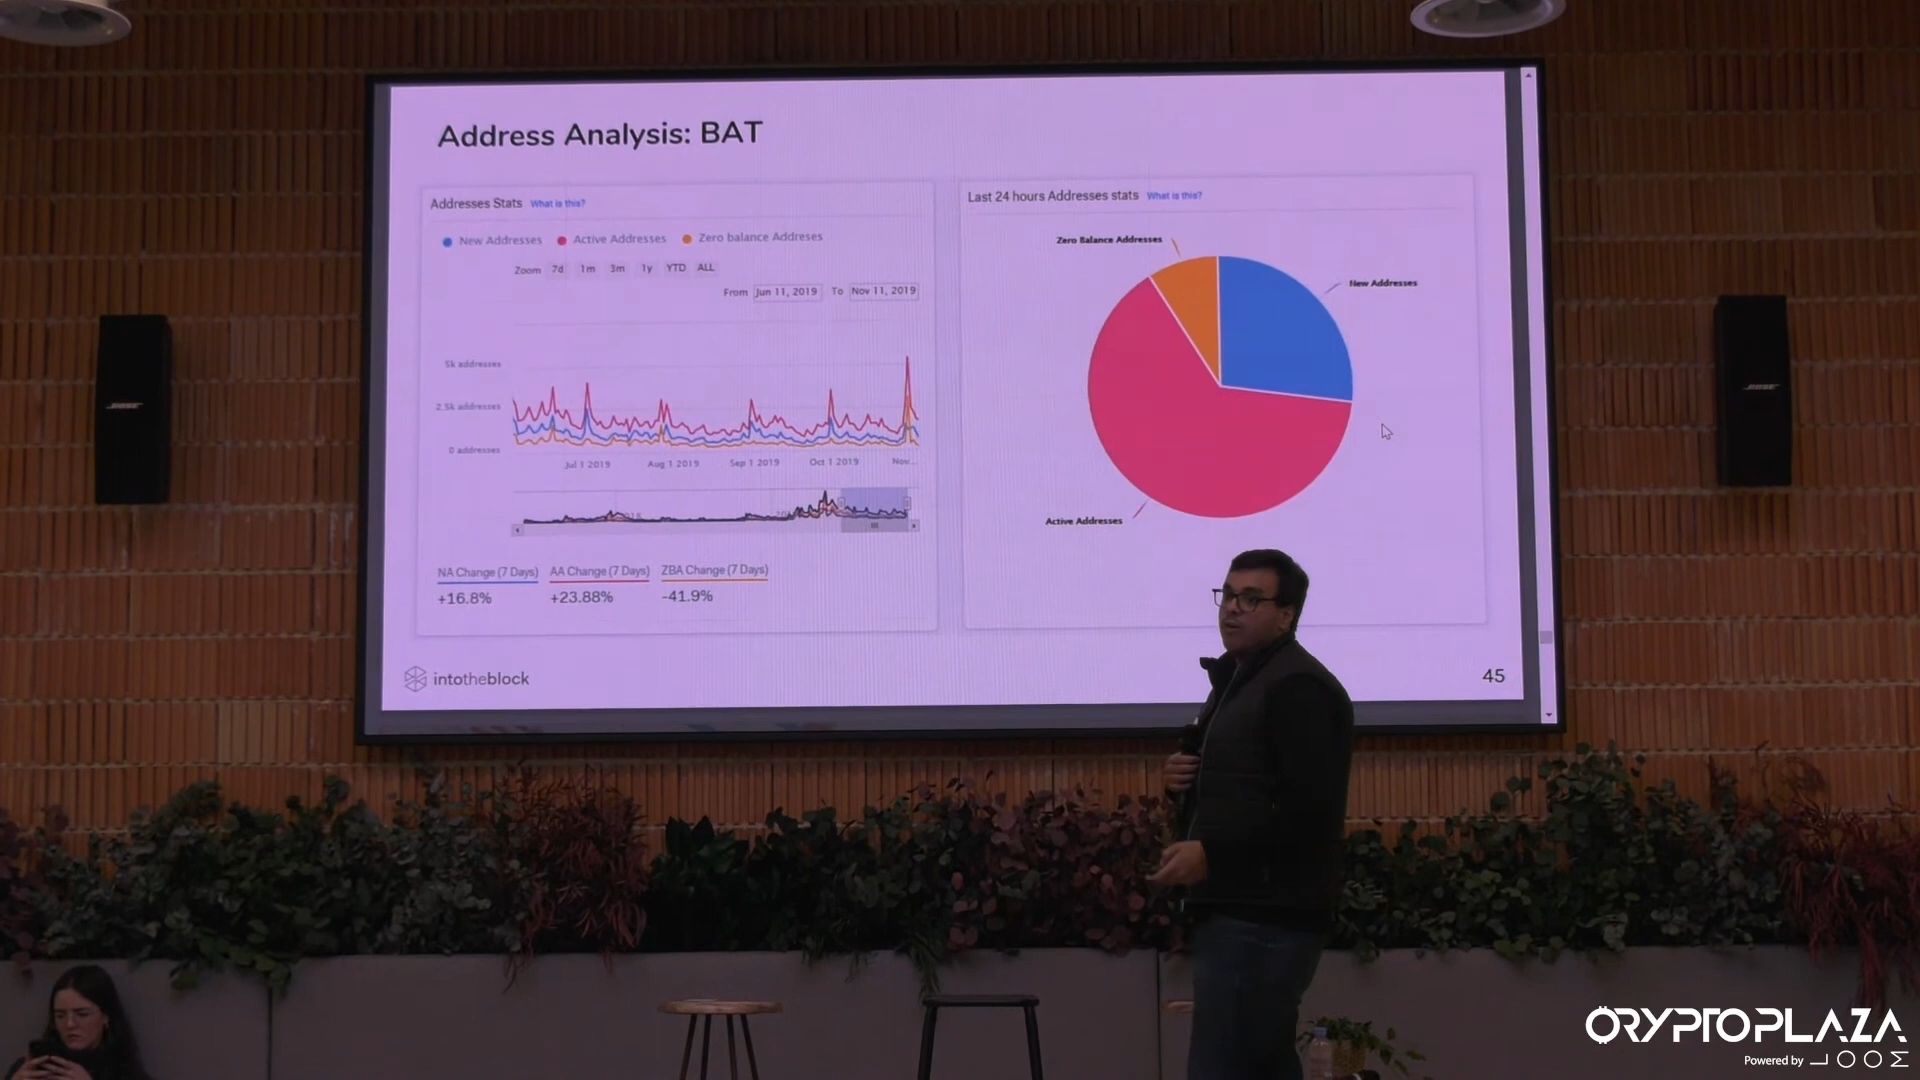 Address Analysis: BAT
Addresses Stats What is this?
New Addresses Active Addresses Zero balance Addreses
Zoom 7d 1m 3m 1y YTD ALL
From Jun 11, 2019 To Nov 11, 2019
5k addresses
2.5k addresses
0 addresses
Jul 1 2019 Aug 1 2019 Sep 1 2019 Oct 1 2019 Nov...
NA Change (7 Days) AA Change (7 Days) ZBA Change (7 Days)
+16.8% +23.88% -41.9%
Last 24 hours Addresses stats What is this?
Zero Balance Addresses
New Addresses
Active Addresses
intotheblock
45
BOSE
BOSE
CRYPTOPLAZA
Powered by LOOM